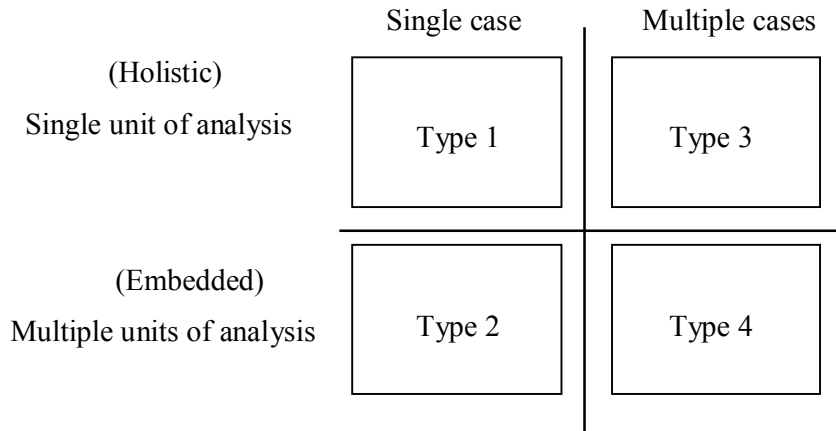 Single case
Multiple cases
(Holistic)
Single unit of analysis
Type 1
Type 3
(Embedded)
Multiple units of analysis
Type 2
Type 4